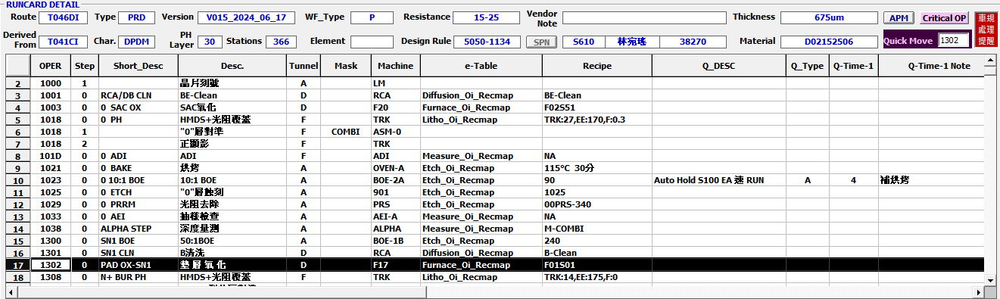 RUNCARD DETAIL
Route T046DI Type PRD Version V015_2024_06_17 WF_Type P Resistance 15-25 Vendor Note Thickness 675um APM Critical OP 車規處理提醒
Derived From T041CI Char. DPDM PH Layer 30 Stations 366 Element Design Rule 5050-1134 SPN S610 林宛瑤 38270 Material D02152506 Quick Move 1302
OPER Step Short_Desc Desc. Tunnel Mask Machine e-Table Recipe Q_DESC Q_Type Q-Time-1 Q-Time-1 Note
2 1000 1 晶片刻號 A LM
3 1001 0 RCA/DB CLN BE-Clean D RCA Diffusion_Oi_Recmap BE-Clean
4 1003 0 0 SAC OX SAC氧化 D F20 Furnace_Oi_Recmap F02S51
5 1018 0 0 PH HMDS+光阻覆蓋 F TRK Litho_Oi_Recmap TRK:27,EE:170,F:0.3
6 1018 1 "0"層對準 F COMBI ASM-0
7 1018 2 正顯影 F TRK
8 101D 0 0 ADI ADI F ADI Measure_Oi_Recmap NA
9 1021 0 0 BAKE 烘烤 A OVEN-A Etch_Oi_Recmap 115°C 30分
10 1023 0 0 10:1 BOE 10:1 BOE A BOE-2A Etch_Oi_Recmap 90 Auto Hold S100 EA 速 RUN A 4 補烘烤
11 1025 0 0 ETCH "0"層蝕刻 A 901 Etch_Oi_Recmap 1025
12 1029 0 0 PRRM 光阻去除 A PRS Etch_Oi_Recmap 00PRS-340
13 1033 0 0 AEI 抽樣檢查 A AEI-A Measure_Oi_Recmap NA
14 1038 0 ALPHA STEP 深度量測 A ALPHA Measure_Oi_Recmap M-COMBI
15 1300 0 SN1 BOE 50:1BOE A BOE-1B Etch_Oi_Recmap 240
16 1301 0 SN1 CLN B清洗 D RCA Diffusion_Oi_Recmap B-Clean
17 1302 0 PAD OX-SN1 墊 層 氧 化 D F17 Furnace_Oi_Recmap F01S01
18 1308 0 N+ BUR PH HMDS+光阻覆蓋 F TRK Litho_Oi_Recmap TRK:14,EE:175,F:0